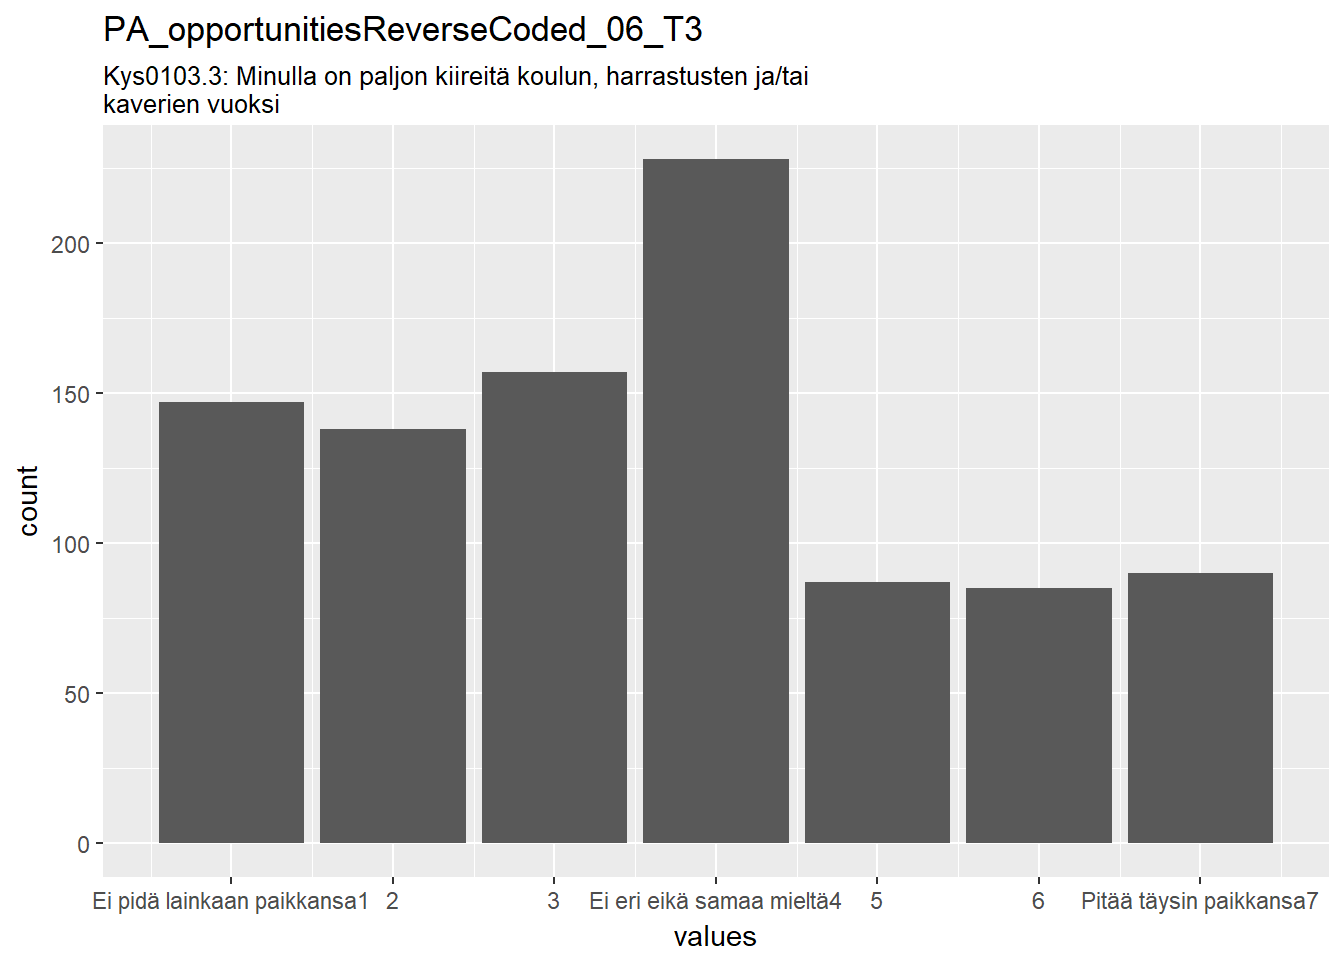 PA_opportunitiesReverseCoded_06_T3
Kys0103.3: Minulla on paljon kiireitä koulun, harrastusten ja/tai
kaverien vuoksi
count
200
150
100
50
0
Ei pidä lainkaan paikkansa1 2 3 Ei eri eikä samaa mieltä4 5 6 Pitää täysin paikkansa7
values